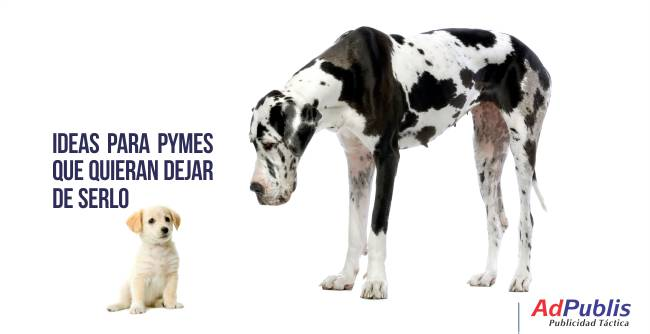 IDEAS PARA PYMES
QUE QUIERAN DEJAR
DE SERLO
AdPublis
Publicidad Táctica